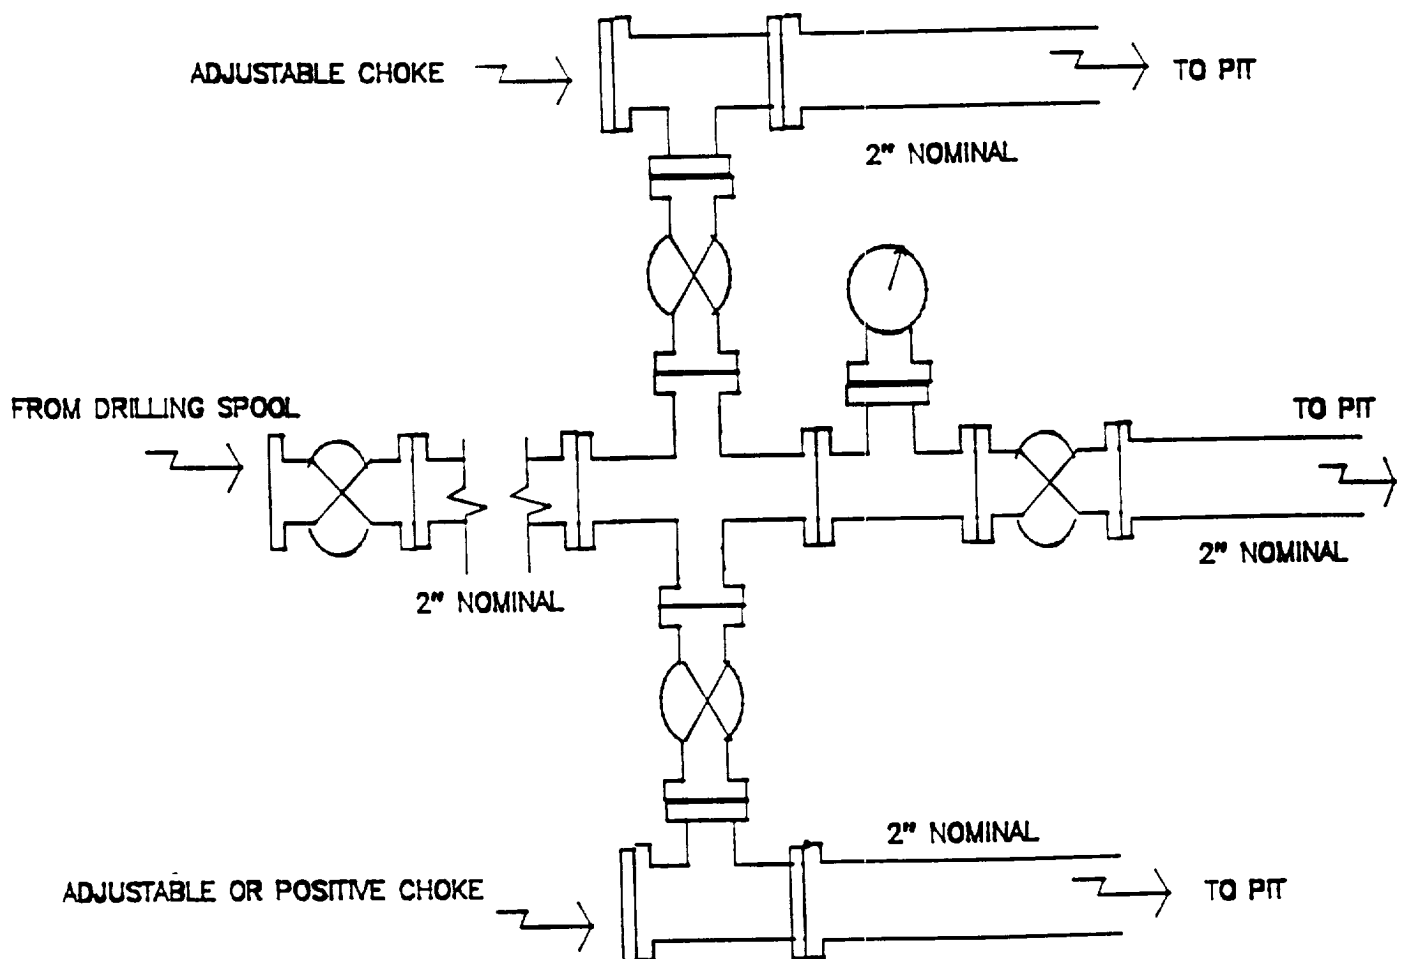 ADJUSTABLE CHOKE
TO PIT
2" NOMINAL
FROM DRILLING SPOOL
TO PIT
2" NOMINAL
2" NOMINAL
2" NOMINAL
ADJUSTABLE OR POSITIVE CHOKE
TO PIT